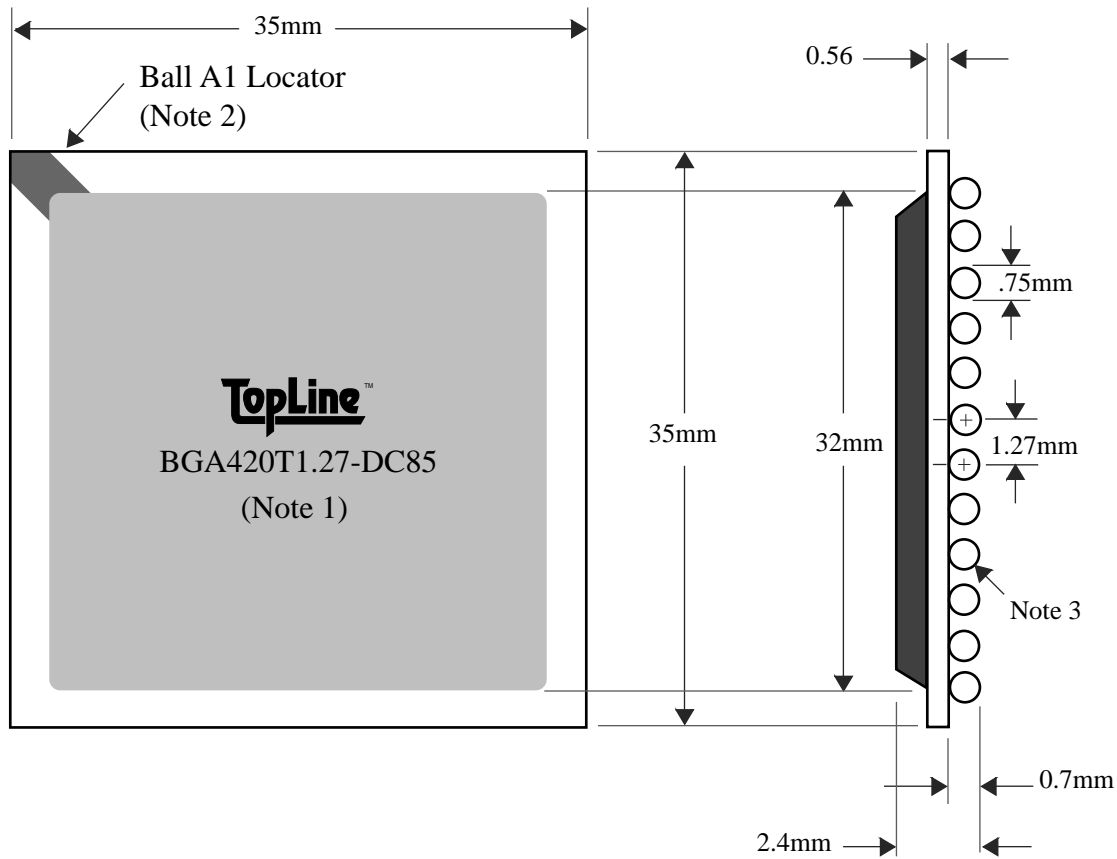 35mm
0.56
Ball A1 Locator
(Note 2)
.75mm
TopLine™
35mm
32mm
1.27mm
BGA420T1.27-DC85
(Note 1)
Note 3
0.7mm
2.4mm